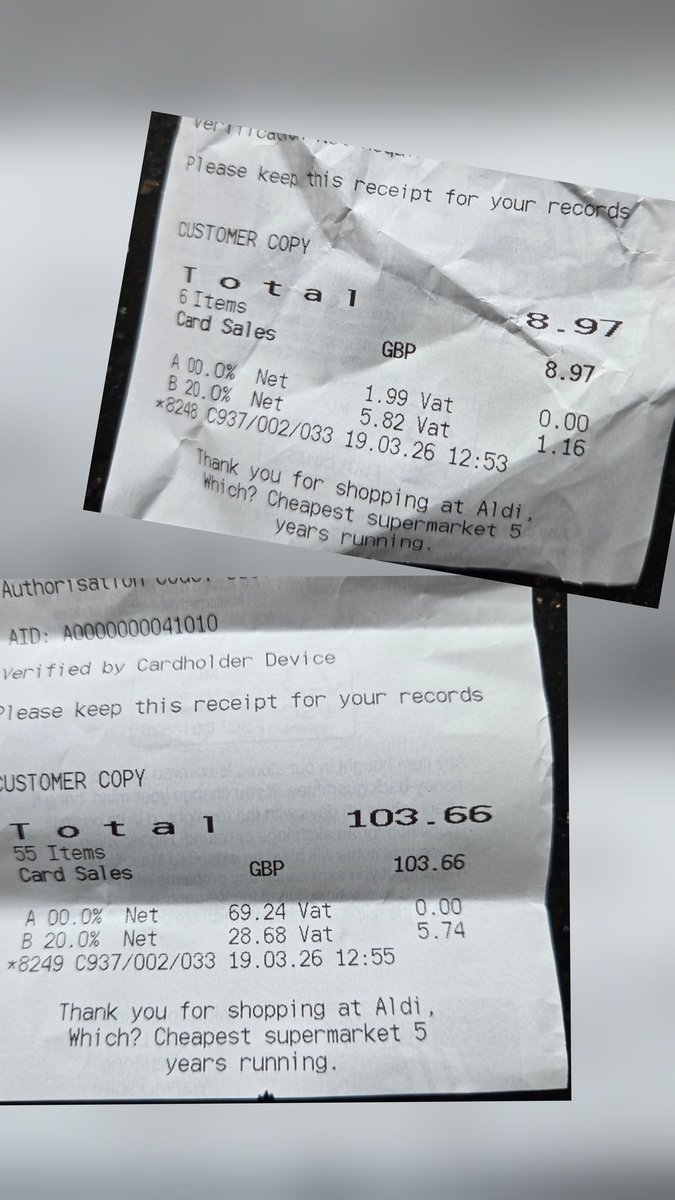 Verification Not Requi
Please keep this receipt for your records
CUSTOMER COPY
Total 8.97
6 Items
Card Sales GBP 8.97
A 00.0% Net 1.99 Vat 0.00
B 20.0% Net 5.82 Vat 1.16
*8248 C937/002/033 19.03.26 12:53
Thank you for shopping at Aldi,
Which? Cheapest supermarket 5
years running.
Authorisation Code:
AID: A0000000041010
Verified by Cardholder Device
Please keep this receipt for your records
CUSTOMER COPY
Total 103.66
55 Items
Card Sales GBP 103.66
A 00.0% Net 69.24 Vat 0.00
B 20.0% Net 28.68 Vat 5.74
*8249 C937/002/033 19.03.26 12:55
Thank you for shopping at Aldi,
Which? Cheapest supermarket 5
years running.